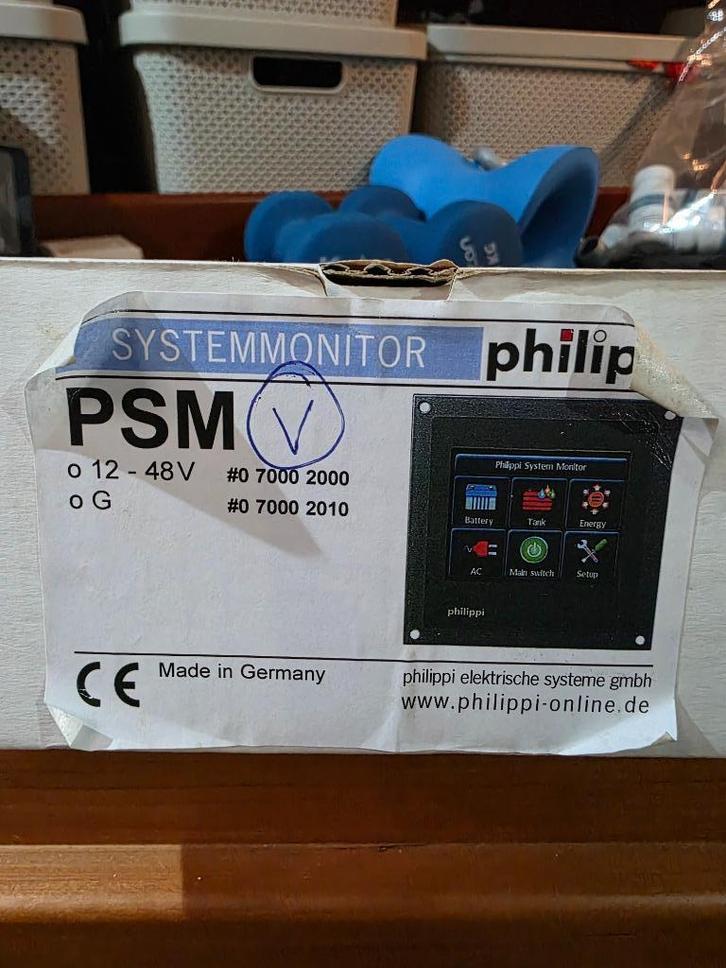 SYSTEMMONITOR philip
PSM V
o 12 - 48V #0 7000 2000
o G #0 7000 2010
Philippi System Monitor
Battery Tank Energy
AC Main switch Setup
philippi
CE Made in Germany
philippi elektrische systeme gmbh
www.philippi-online.de